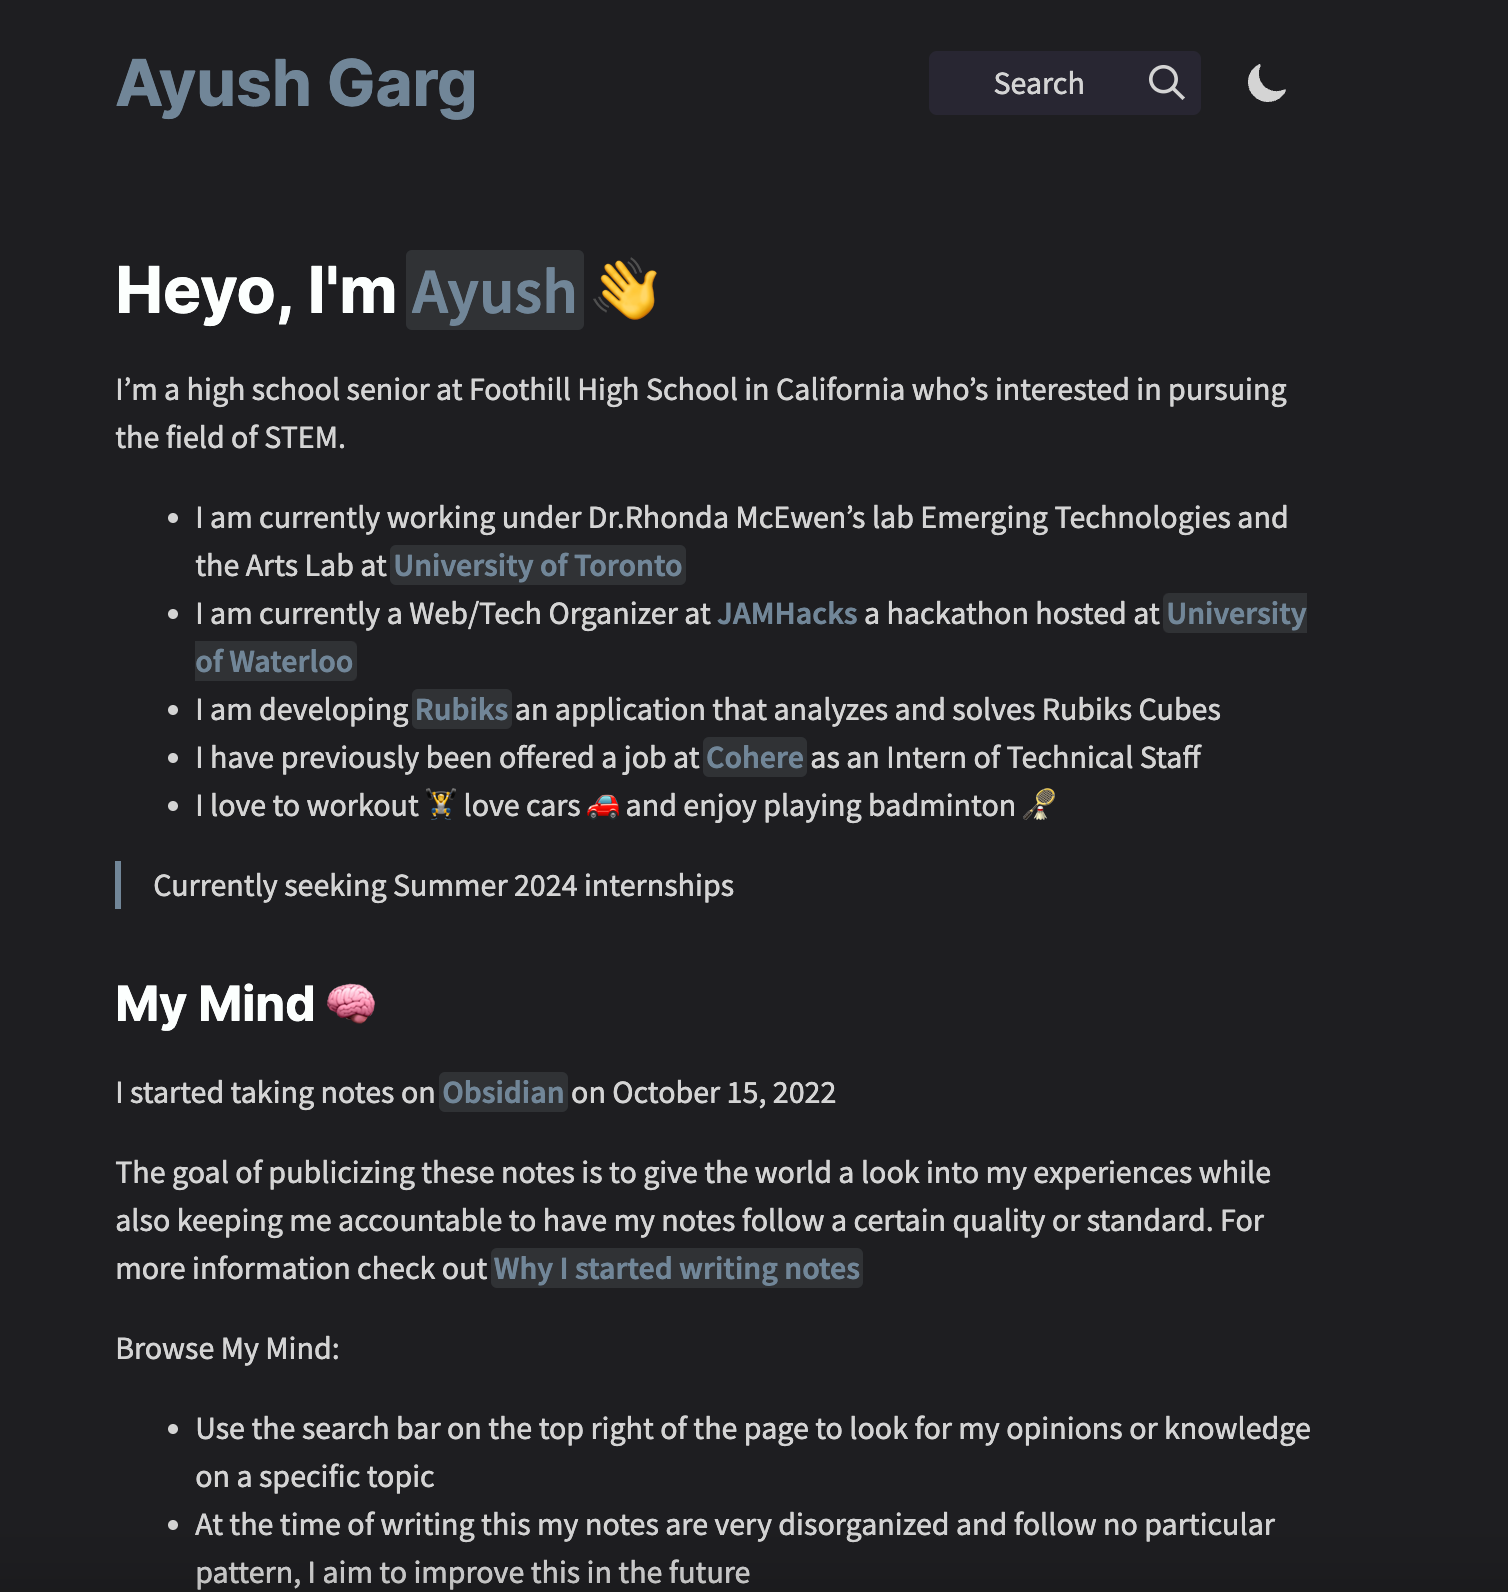 Ayush Garg
Search
Heyo, I'm Ayush 👋
I’m a high school senior at Foothill High School in California who’s interested in pursuing
the field of STEM.
• I am currently working under Dr.Rhonda McEwen’s lab Emerging Technologies and
the Arts Lab at University of Toronto
• I am currently a Web/Tech Organizer at JAMHacks a hackathon hosted at University
of Waterloo
• I am developing Rubiks an application that analyzes and solves Rubiks Cubes
• I have previously been offered a job at Cohere as an Intern of Technical Staff
• I love to workout 🏋️ love cars 🚗 and enjoy playing badminton 🏸
Currently seeking Summer 2024 internships
My Mind 🧠
I started taking notes on Obsidian on October 15, 2022
The goal of publicizing these notes is to give the world a look into my experiences while
also keeping me accountable to have my notes follow a certain quality or standard. For
more information check out Why I started writing notes
Browse My Mind:
• Use the search bar on the top right of the page to look for my opinions or knowledge
on a specific topic
• At the time of writing this my notes are very disorganized and follow no particular
pattern, I aim to improve this in the future